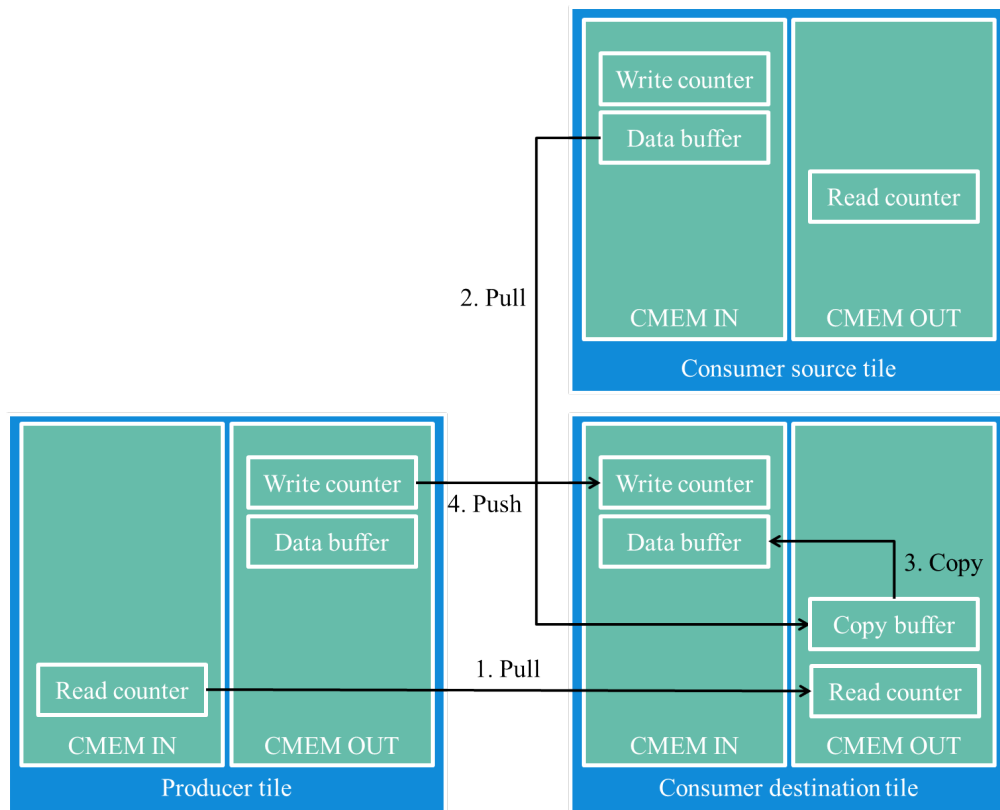 Write counter
Data buffer
Read counter
2. Pull
CMEM IN
CMEM OUT
Consumer source tile
Write counter
4. Push
Write counter
Data buffer
Data buffer
3. Copy
Copy buffer
Read counter
1. Pull
Read counter
CMEM IN
CMEM OUT
CMEM IN
CMEM OUT
Producer tile
Consumer destination tile